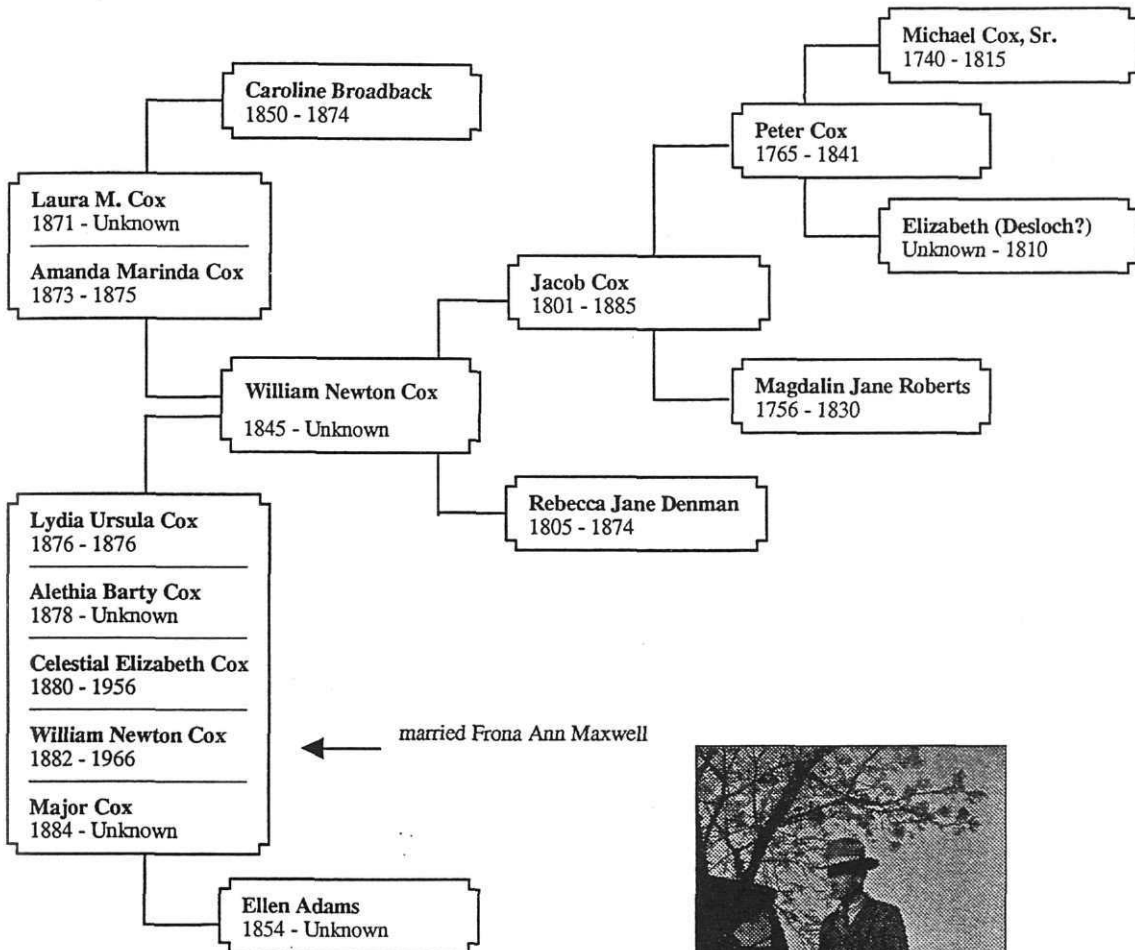 Michael Cox, Sr.
1740 - 1815
Caroline Broadback
1850 - 1874
Peter Cox
1765 - 1841
Laura M. Cox
1871 - Unknown
Amanda Marinda Cox
1873 - 1875
Elizabeth (Desloch?)
Unknown - 1810
Jacob Cox
1801 - 1885
William Newton Cox
1845 - Unknown
Magdalin Jane Roberts
1756 - 1830
Rebecca Jane Denman
1805 - 1874
Lydia Ursula Cox
1876 - 1876
Alethia Barty Cox
1878 - Unknown
Celestial Elizabeth Cox
1880 - 1956
William Newton Cox
1882 - 1966
Major Cox
1884 - Unknown
married Frona Ann Maxwell
Ellen Adams
1854 - Unknown